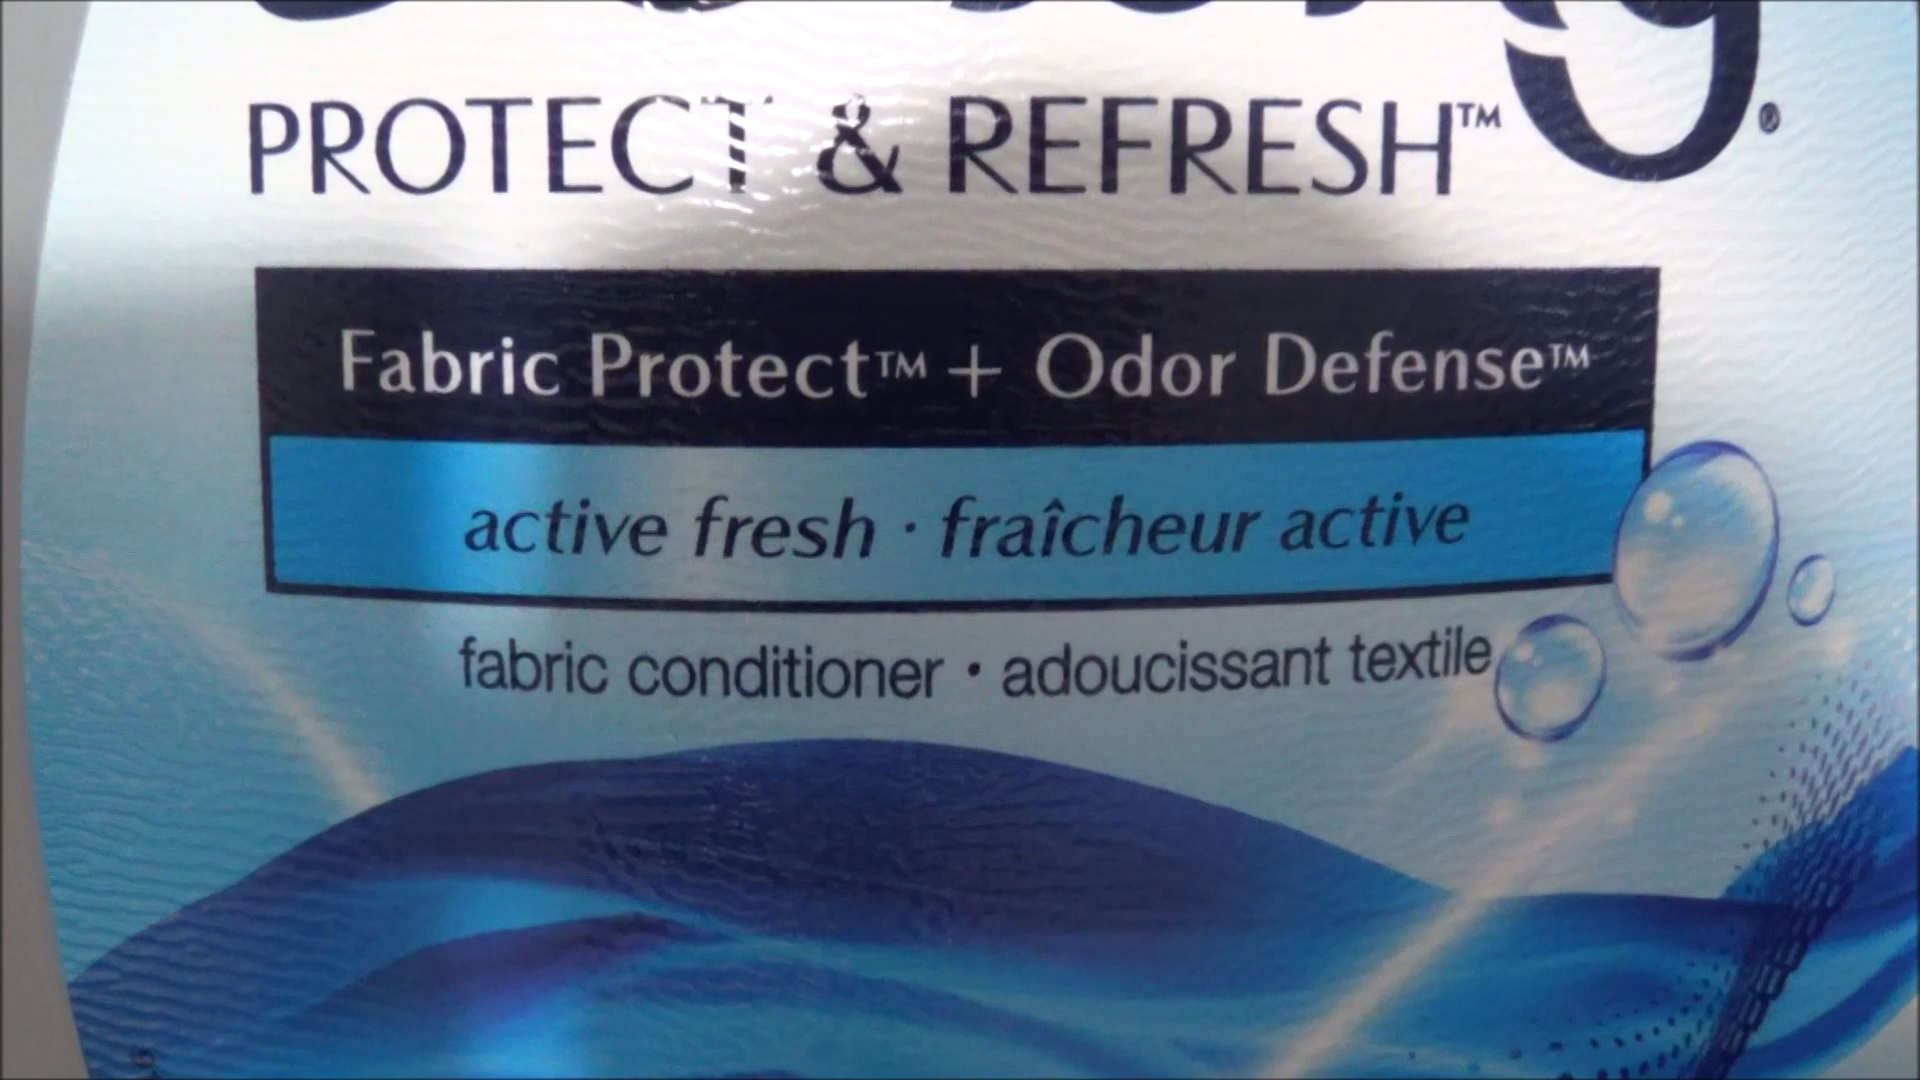 PROTECT & REFRESH™
®
Fabric Protect™ + Odor Defense™
active fresh · fraîcheur active
fabric conditioner • adoucissant textile